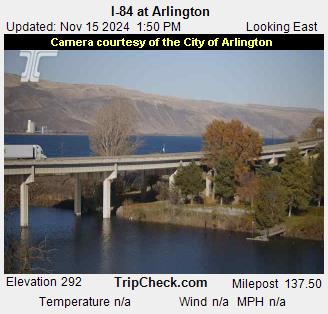 I-84 at Arlington
Updated: Nov 15 2024 1:50 PM Looking East
Camera courtesy of the City of Arlington
Elevation 292 TripCheck.com Milepost 137.50
Temperature n/a Wind n/a MPH n/a